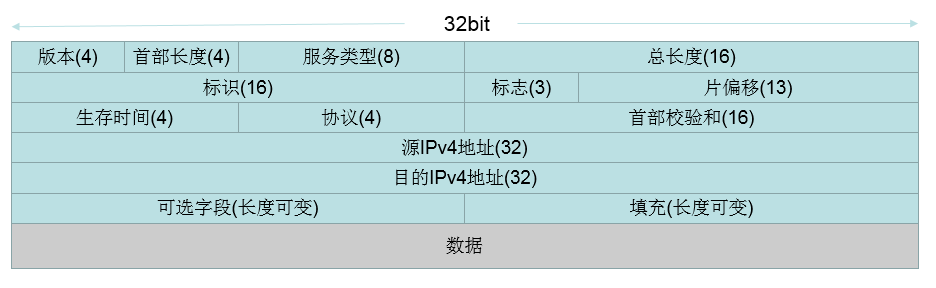 32bit
版本(4) 首部长度(4) 服务类型(8) 总长度(16)
标识(16) 标志(3) 片偏移(13)
生存时间(4) 协议(4) 首部校验和(16)
源IPv4地址(32)
目的IPv4地址(32)
可选字段(长度可变) 填充(长度可变)
数据